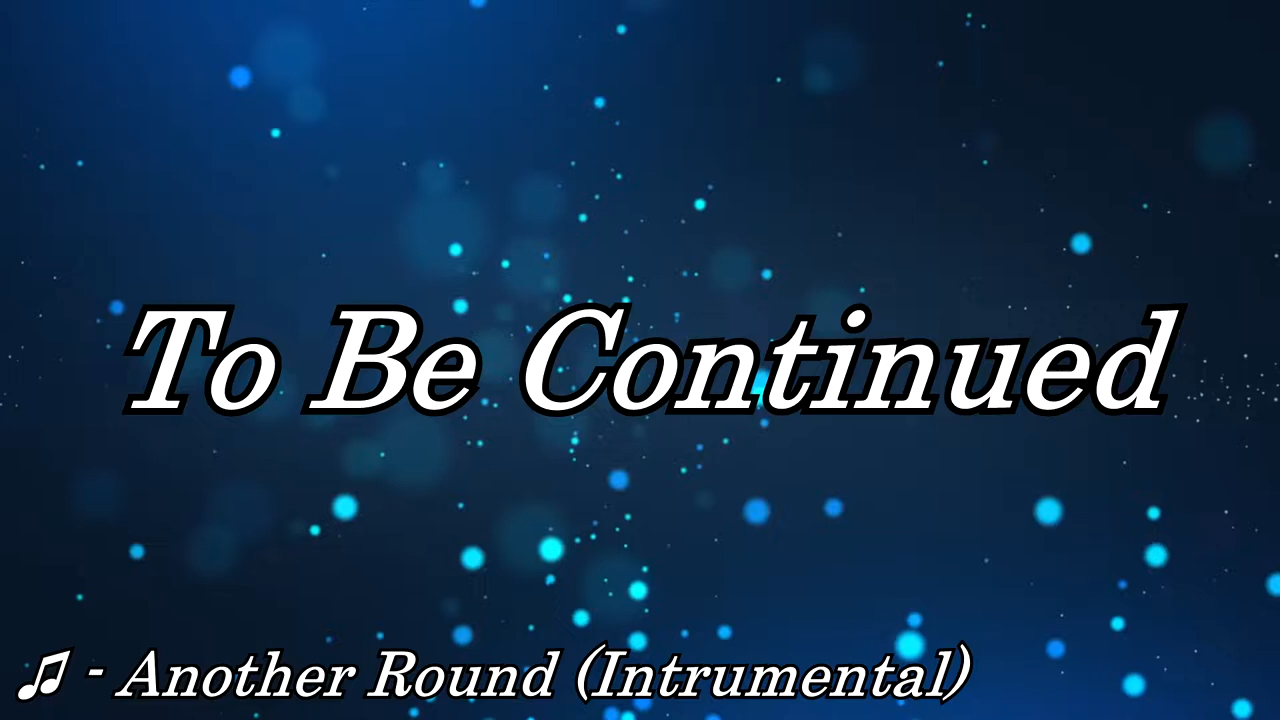 To Be Continued
♫ - Another Round (Intrumental)